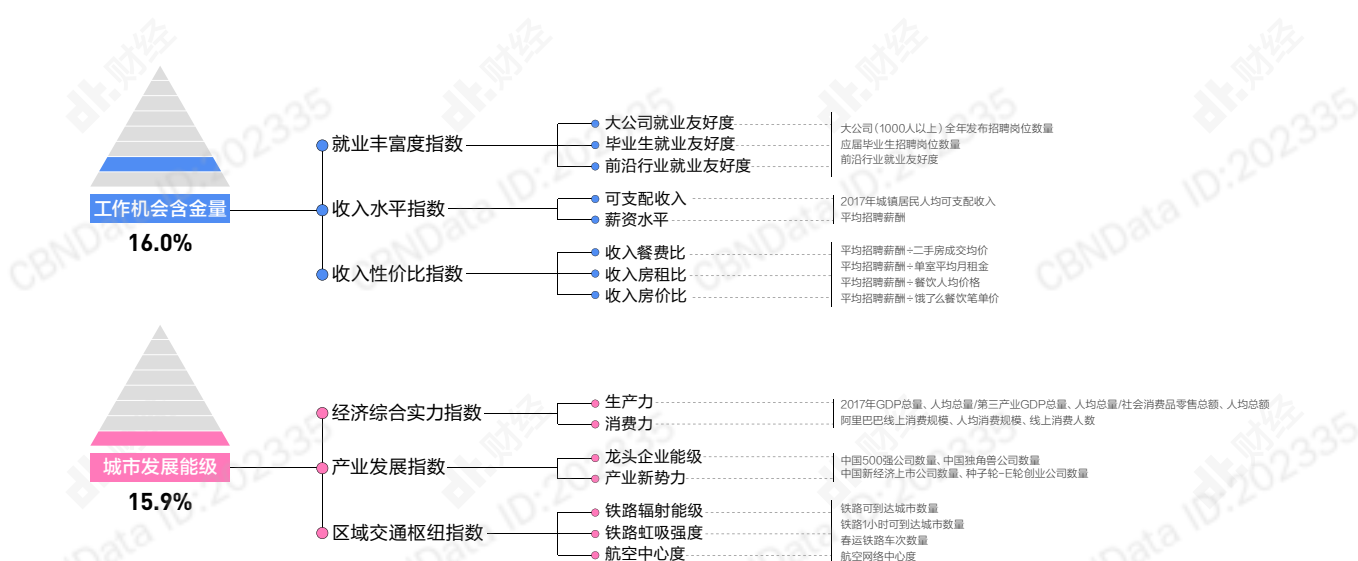 大公司就业友好度
大公司(1000人以上)全年发布招聘岗位数量
就业丰富度指数
毕业生就业友好度
应届毕业生招聘岗位数量
前沿行业就业友好度
前沿行业就业友好度
可支配收入
2017年城镇居民人均可支配收入
工作机会含金量
收入水平指数
薪资水平
平均招聘薪酬
16.0%
收入餐费比
平均招聘薪酬÷二手房成交均价
收入性价比指数
收入房租比
平均招聘薪酬÷单室平均月租金
平均招聘薪酬÷餐饮人均价格
收入房价比
平均招聘薪酬÷饿了么餐饮笔单价
生产力
2017年GDP总量、人均总量/第三产业GDP总量、人均总量/社会消费品零售总额、人均总额
经济综合实力指数
消费力
阿里巴巴线上消费规模、人均消费规模、线上消费人数
龙头企业能级
中国500强公司数量、中国独角兽公司数量
城市发展能级
产业发展指数
产业新势力
中国新经济上市公司数量、种子轮-E轮创业公司数量
15.9%
铁路辐射能级
铁路可到达城市数量
铁路1小时可到达城市数量
区域交通枢纽指数
铁路虹吸强度
春运铁路车次数量
航空中心度
航空网络中心度
财经
财经
财经
财经
CBNData ID:202335
CBNData ID:202335
CBNData ID:202335
CBNData ID:202335